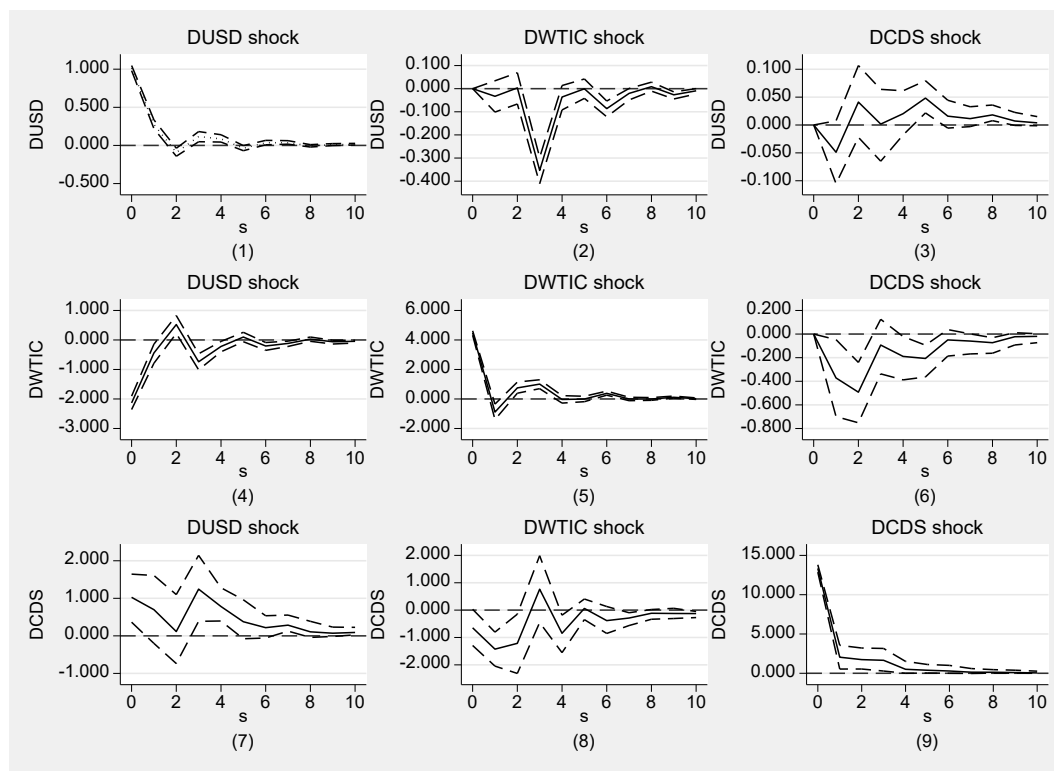 DUSD shock
DUSD
1.000
0.500
0.000
-0.500
0 2 4 6 8 10
s
(1)
DWTIC shock
DUSD
0.100
0.000
-0.100
-0.200
-0.300
-0.400
0 2 4 6 8 10
s
(2)
DCDS shock
DUSD
0.100
0.050
0.000
-0.050
-0.100
0 2 4 6 8 10
s
(3)
DUSD shock
DWTIC
1.000
0.000
-1.000
-2.000
-3.000
0 2 4 6 8 10
s
(4)
DWTIC shock
DWTIC
6.000
4.000
2.000
0.000
-2.000
0 2 4 6 8 10
s
(5)
DCDS shock
DWTIC
0.200
0.000
-0.200
-0.400
-0.600
-0.800
0 2 4 6 8 10
s
(6)
DUSD shock
DCDS
2.000
1.000
0.000
-1.000
0 2 4 6 8 10
s
(7)
DWTIC shock
DCDS
2.000
1.000
0.000
-1.000
-2.000
0 2 4 6 8 10
s
(8)
DCDS shock
DCDS
15.000
10.000
5.000
0.000
0 2 4 6 8 10
s
(9)